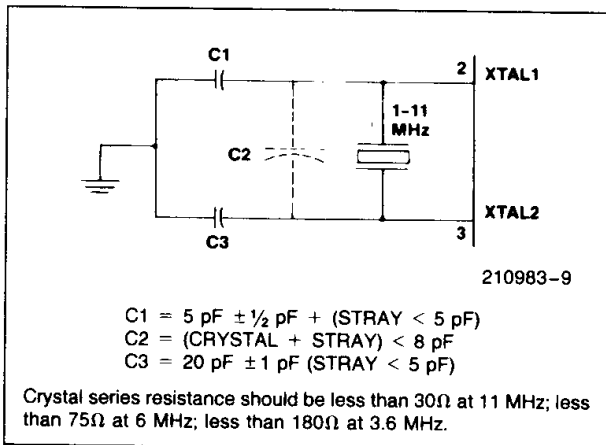 C1
2 XTAL1
1-11
MHz
C2
XTAL2
3
C3
210983-9
C1 = 5 pF ± ½ pF + (STRAY < 5 pF)
C2 = (CRYSTAL + STRAY) < 8 pF
C3 = 20 pF ± 1 pF (STRAY < 5 pF)
Crystal series resistance should be less than 30Ω at 11 MHz; less
than 75Ω at 6 MHz; less than 180Ω at 3.6 MHz.